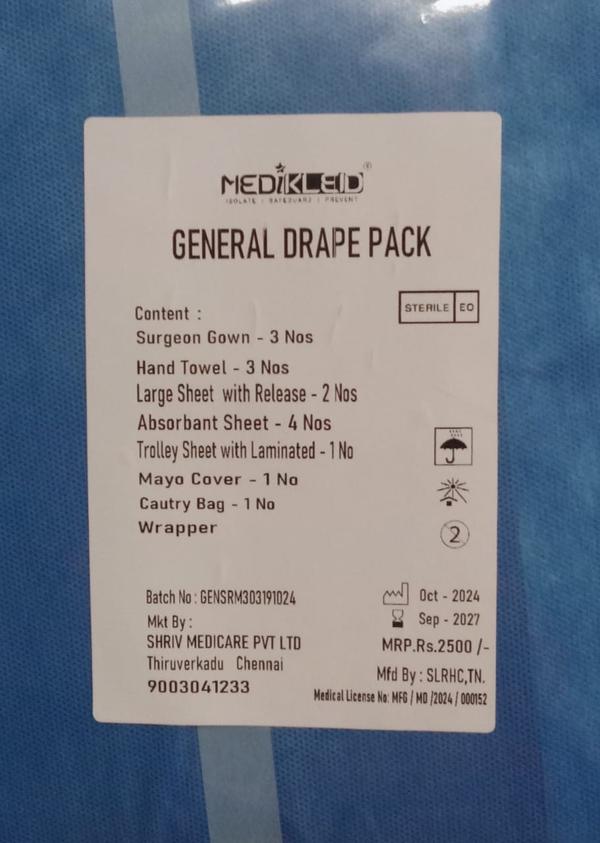 MEDiKLEID®
ISOLATE | SAFEGUARD | PREVENT
GENERAL DRAPE PACK
STERILE EO
Content :
Surgeon Gown - 3 Nos
Hand Towel - 3 Nos
Large Sheet with Release - 2 Nos
Absorbant Sheet - 4 Nos
Trolley Sheet with Laminated - 1 No
Mayo Cover - 1 No
Cautry Bag - 1 No
Wrapper
2
Batch No : GENSRM303191024
Mkt By :
SHRIV MEDICARE PVT LTD
Thiruverkadu Chennai
9003041233
Oct - 2024
Sep - 2027
MRP.Rs.2500 /-
Mfd By : SLRHC,TN.
Medical License No: MFG / MD /2024 / 000152